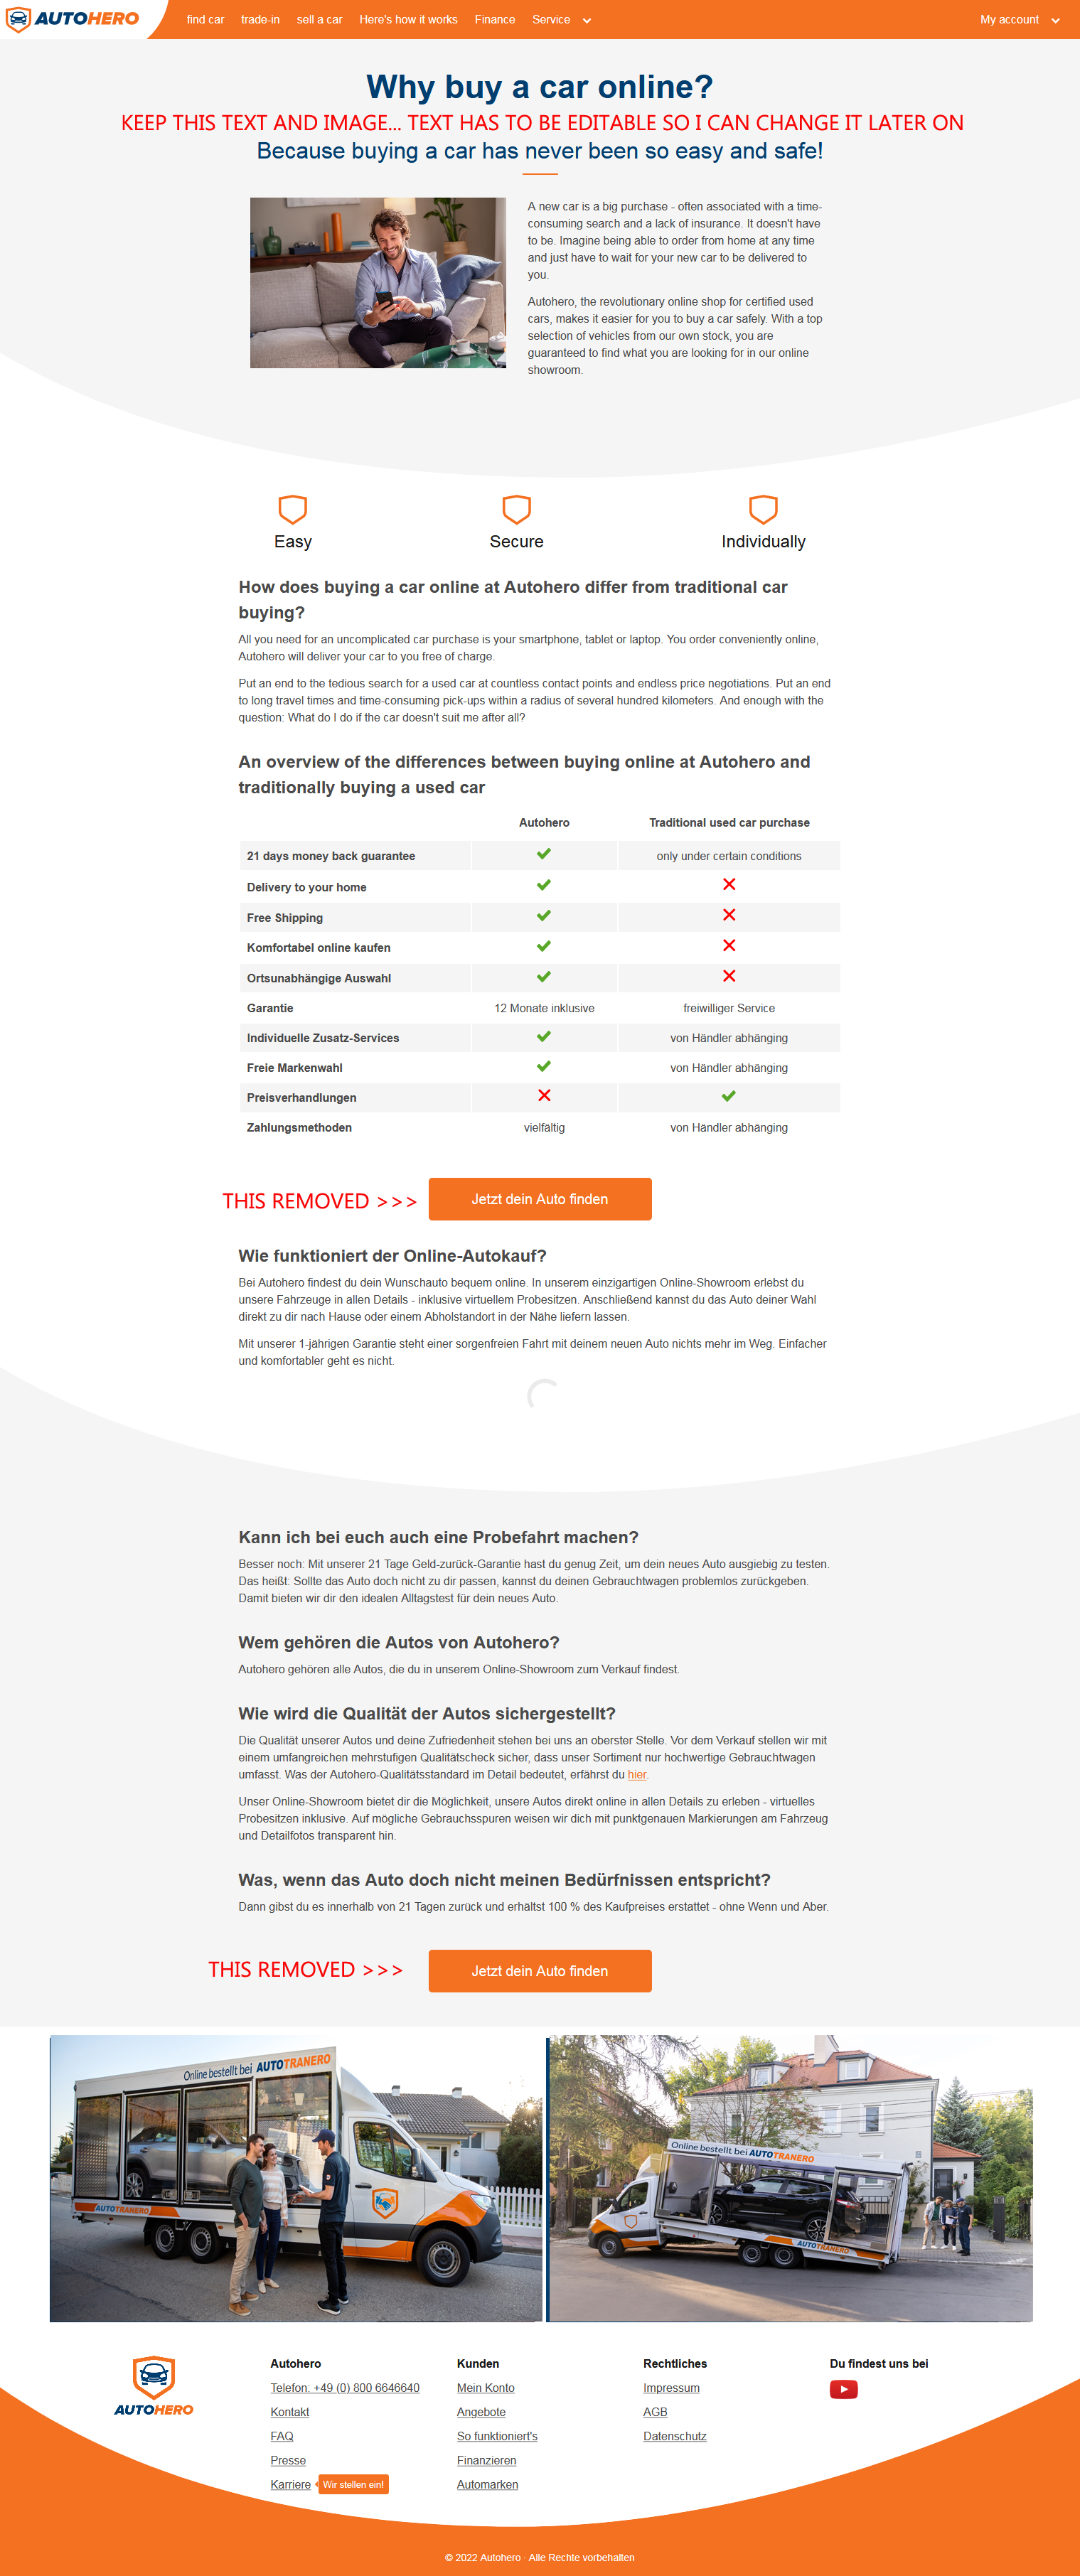 AUTOHERO find car trade-in sell a car Here's how it works Finance Service My account
Why buy a car online?
KEEP THIS TEXT AND IMAGE... TEXT HAS TO BE EDITABLE SO I CAN CHANGE IT LATER ON
Because buying a car has never been so easy and safe!
A new car is a big purchase - often associated with a time-
consuming search and a lack of insurance. It doesn't have
to be. Imagine being able to order from home at any time
and just have to wait for your new car to be delivered to
you.
Autohero, the revolutionary online shop for certified used
cars, makes it easier for you to buy a car safely. With a top
selection of vehicles from our own stock, you are
guaranteed to find what you are looking for in our online
showroom.
Easy Secure Individually
How does buying a car online at Autohero differ from traditional car
buying?
All you need for an uncomplicated car purchase is your smartphone, tablet or laptop. You order conveniently online,
Autohero will deliver your car to you free of charge.
Put an end to the tedious search for a used car at countless contact points and endless price negotiations. Put an end
to long travel times and time-consuming pick-ups within a radius of several hundred kilometers. And enough with the
question: What do I do if the car doesn't suit me after all?
An overview of the differences between buying online at Autohero and
traditionally buying a used car
Autohero Traditional used car purchase
21 days money back guarantee only under certain conditions
Delivery to your home
Free Shipping
Komfortabel online kaufen
Ortsunabhängige Auswahl
Garantie 12 Monate inklusive freiwilliger Service
Individuelle Zusatz-Services von Händler abhänging
Freie Markenwahl von Händler abhänging
Preisverhandlungen
Zahlungsmethoden vielfältig von Händler abhänging
THIS REMOVED >>> Jetzt dein Auto finden
Wie funktioniert der Online-Autokauf?
Bei Autohero findest du dein Wunschauto bequem online. In unserem einzigartigen Online-Showroom erlebst du
unsere Fahrzeuge in allen Details - inklusive virtuellem Probesitzen. Anschließend kannst du das Auto deiner Wahl
direkt zu dir nach Hause oder einem Abholstandort in der Nähe liefern lassen.
Mit unserer 1-jährigen Garantie steht einer sorgenfreien Fahrt mit deinem neuen Auto nichts mehr im Weg. Einfacher
und komfortabler geht es nicht.
Kann ich bei euch auch eine Probefahrt machen?
Besser noch: Mit unserer 21 Tage Geld-zurück-Garantie hast du genug Zeit, um dein neues Auto ausgiebig zu testen.
Das heißt: Sollte das Auto doch nicht zu dir passen, kannst du deinen Gebrauchtwagen problemlos zurückgeben.
Damit bieten wir dir den idealen Alltagstest für dein neues Auto.
Wem gehören die Autos von Autohero?
Autohero gehören alle Autos, die du in unserem Online-Showroom zum Verkauf findest.
Wie wird die Qualität der Autos sichergestellt?
Die Qualität unserer Autos und deine Zufriedenheit stehen bei uns an oberster Stelle. Vor dem Verkauf stellen wir mit
einem umfangreichen mehrstufigen Qualitätscheck sicher, dass unser Sortiment nur hochwertige Gebrauchtwagen
umfasst. Was der Autohero-Qualitätsstandard im Detail bedeutet, erfährst du hier.
Unser Online-Showroom bietet dir die Möglichkeit, unsere Autos direkt online in allen Details zu erleben - virtuelles
Probesitzen inklusive. Auf mögliche Gebrauchsspuren weisen wir dich mit punktgenauen Markierungen am Fahrzeug
und Detailfotos transparent hin.
Was, wenn das Auto doch nicht meinen Bedürfnissen entspricht?
Dann gibst du es innerhalb von 21 Tagen zurück und erhältst 100 % des Kaufpreises erstattet - ohne Wenn und Aber.
THIS REMOVED >>> Jetzt dein Auto finden
Online bestellt bei AUTOTRANERO
AUTOTRANERO
Online bestellt bei AUTOTRANERO
AUTOTRANERO
AUTOHERO
Autohero
Telefon: +49 (0) 800 6646640
Kontakt
FAQ
Presse
Karriere Wir stellen ein!
Kunden
Mein Konto
Angebote
So funktioniert's
Finanzieren
Automarken
Rechtliches
Impressum
AGB
Datenschutz
Du findest uns bei
© 2022 Autohero · Alle Rechte vorbehalten